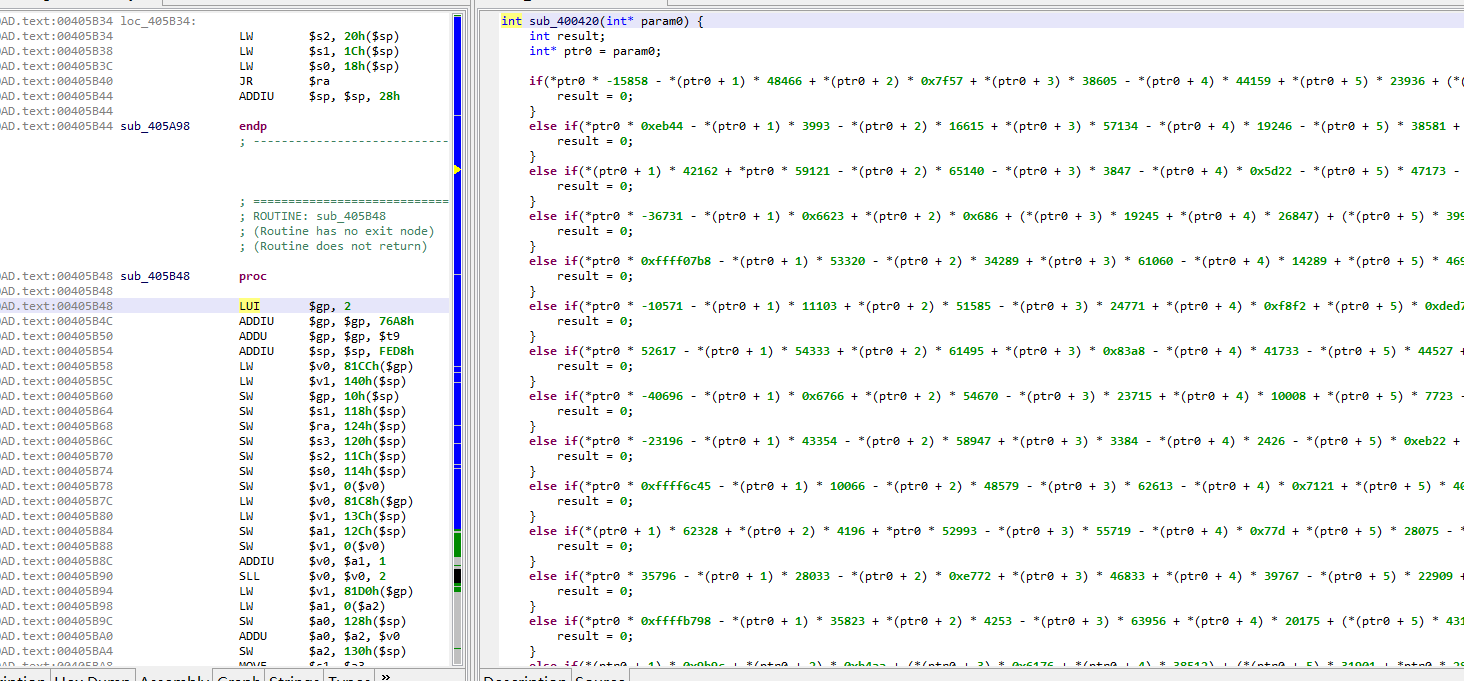 AD.text:00405B34 loc_405B34:
AD.text:00405B34 LW $s2, 20h($sp)
AD.text:00405B38 LW $s1, 1Ch($sp)
AD.text:00405B3C LW $s0, 18h($sp)
AD.text:00405B40 JR $ra
AD.text:00405B44 ADDIU $sp, $sp, 28h
AD.text:00405B44
AD.text:00405B44 sub_405A98 endp
; ---------------------------
; ============================
; ROUTINE: sub_405B48
; (Routine has no exit node)
; (Routine does not return)
AD.text:00405B48 sub_405B48 proc
AD.text:00405B48
AD.text:00405B48 LUI $gp, 2
AD.text:00405B4C ADDIU $gp, $gp, 76A8h
AD.text:00405B50 ADDU $gp, $gp, $t9
AD.text:00405B54 ADDIU $sp, $sp, FED8h
AD.text:00405B58 LW $v0, 81CCh($gp)
AD.text:00405B5C LW $v1, 140h($sp)
AD.text:00405B60 SW $gp, 10h($sp)
AD.text:00405B64 SW $s1, 118h($sp)
AD.text:00405B68 SW $ra, 124h($sp)
AD.text:00405B6C SW $s3, 120h($sp)
AD.text:00405B70 SW $s2, 11Ch($sp)
AD.text:00405B74 SW $s0, 114h($sp)
AD.text:00405B78 SW $v1, 0($v0)
AD.text:00405B7C LW $v0, 81C8h($gp)
AD.text:00405B80 LW $v1, 13Ch($sp)
AD.text:00405B84 SW $a1, 12Ch($sp)
AD.text:00405B88 SW $v1, 0($v0)
AD.text:00405B8C ADDIU $v0, $a1, 1
AD.text:00405B90 SLL $v0, $v0, 2
AD.text:00405B94 LW $v1, 81D0h($gp)
AD.text:00405B98 LW $a1, 0($a2)
AD.text:00405B9C SW $a0, 128h($sp)
AD.text:00405BA0 ADDU $a0, $a2, $v0
AD.text:00405BA4 SW $a2, 130h($sp)
AD.text:00405BA8 MOVE $s1, $a3
Hex Dump Assembly Graph Strings Types »
int sub_400420(int* param0) {
int result;
int* ptr0 = param0;
if(*ptr0 * -15858 - *(ptr0 + 1) * 48466 + *(ptr0 + 2) * 0x7f57 + *(ptr0 + 3) * 38605 - *(ptr0 + 4) * 44159 + *(ptr0 + 5) * 23936 + (*(
result = 0;
}
else if(*ptr0 * 0xeb44 - *(ptr0 + 1) * 3993 - *(ptr0 + 2) * 16615 + *(ptr0 + 3) * 57134 - *(ptr0 + 4) * 19246 - *(ptr0 + 5) * 38581 +
result = 0;
}
else if(*(ptr0 + 1) * 42162 + *ptr0 * 59121 - *(ptr0 + 2) * 65140 - *(ptr0 + 3) * 3847 - *(ptr0 + 4) * 0x5d22 - *(ptr0 + 5) * 47173 -
result = 0;
}
else if(*ptr0 * -36731 - *(ptr0 + 1) * 0x6623 + *(ptr0 + 2) * 0x686 + (*(ptr0 + 3) * 19245 + *(ptr0 + 4) * 26847) + (*(ptr0 + 5) * 399
result = 0;
}
else if(*ptr0 * 0xffff07b8 - *(ptr0 + 1) * 53320 - *(ptr0 + 2) * 34289 + *(ptr0 + 3) * 61060 - *(ptr0 + 4) * 14289 + *(ptr0 + 5) * 469
result = 0;
}
else if(*ptr0 * -10571 - *(ptr0 + 1) * 11103 + *(ptr0 + 2) * 51585 - *(ptr0 + 3) * 24771 + *(ptr0 + 4) * 0xf8f2 + *(ptr0 + 5) * 0xded7
result = 0;
}
else if(*ptr0 * 52617 - *(ptr0 + 1) * 54333 + *(ptr0 + 2) * 61495 + *(ptr0 + 3) * 0x83a8 - *(ptr0 + 4) * 41733 - *(ptr0 + 5) * 44527 +
result = 0;
}
else if(*ptr0 * -40696 - *(ptr0 + 1) * 0x6766 + *(ptr0 + 2) * 54670 - *(ptr0 + 3) * 23715 + *(ptr0 + 4) * 10008 + *(ptr0 + 5) * 7723 -
result = 0;
}
else if(*ptr0 * -23196 - *(ptr0 + 1) * 43354 - *(ptr0 + 2) * 58947 + *(ptr0 + 3) * 3384 - *(ptr0 + 4) * 2426 - *(ptr0 + 5) * 0xeb22 +
result = 0;
}
else if(*ptr0 * 0xffff6c45 - *(ptr0 + 1) * 10066 - *(ptr0 + 2) * 48579 - *(ptr0 + 3) * 62613 - *(ptr0 + 4) * 0x7121 + *(ptr0 + 5) * 40
result = 0;
}
else if(*(ptr0 + 1) * 62328 + *(ptr0 + 2) * 4196 + *ptr0 * 52993 - *(ptr0 + 3) * 55719 - *(ptr0 + 4) * 0x77d + *(ptr0 + 5) * 28075 - *
result = 0;
}
else if(*ptr0 * 35796 - *(ptr0 + 1) * 28033 - *(ptr0 + 2) * 0xe772 + *(ptr0 + 3) * 46833 + *(ptr0 + 4) * 39767 - *(ptr0 + 5) * 22909 +
result = 0;
}
else if(*ptr0 * 0xffffb798 - *(ptr0 + 1) * 35823 + *(ptr0 + 2) * 4253 - *(ptr0 + 3) * 63956 + *(ptr0 + 4) * 20175 + (*(ptr0 + 5) * 431
result = 0;
}
Description Source